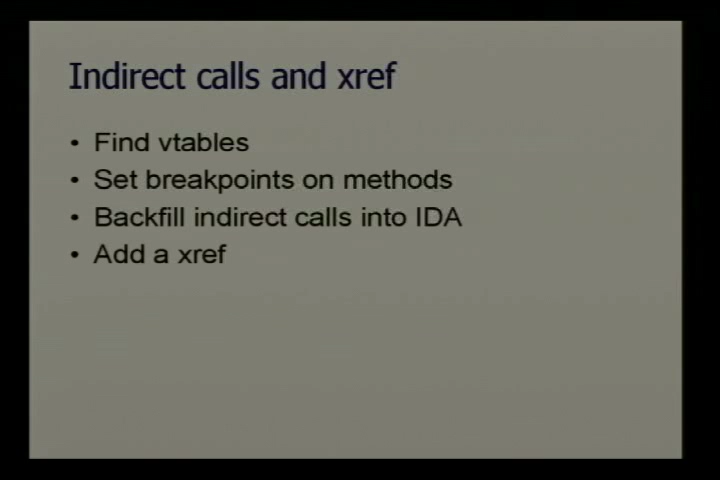 Indirect calls and xref
• Find vtables
• Set breakpoints on methods
• Backfill indirect calls into IDA
• Add a xref